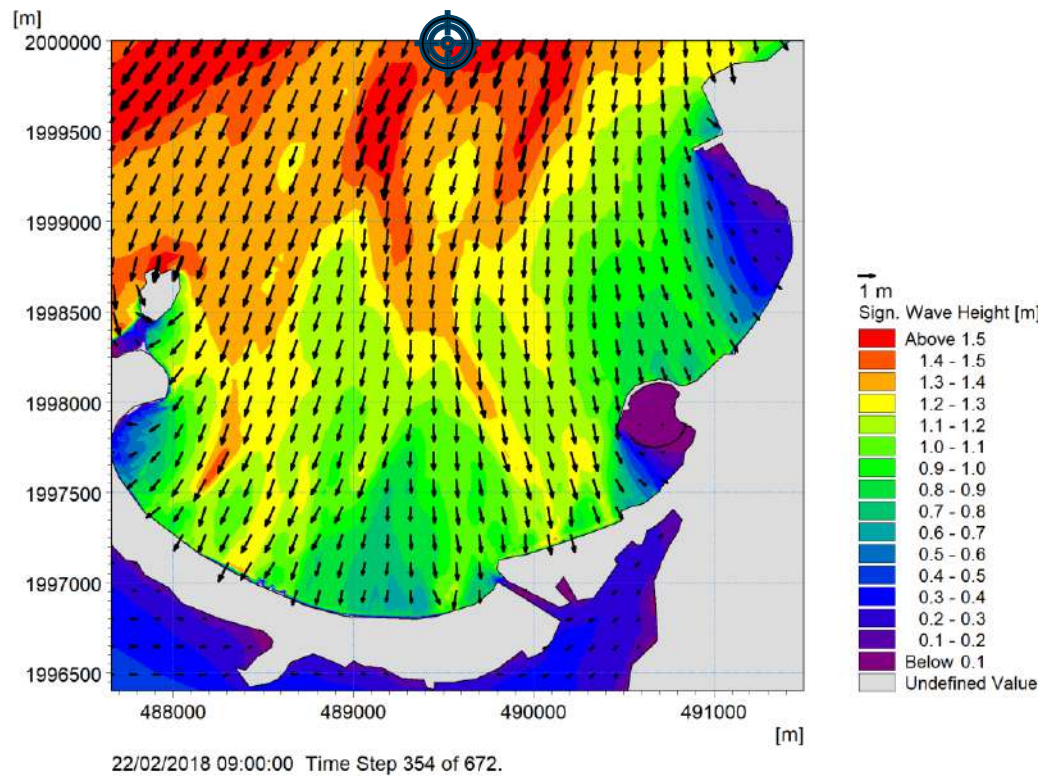 [m]
2000000
1999500
1999000
1998500
1998000
1997500
1997000
1996500
488000
489000
490000
491000
[m]
22/02/2018 09:00:00 Time Step 354 of 672.
1 m
Sign. Wave Height [m]
Above 1.5
1.4 - 1.5
1.3 - 1.4
1.2 - 1.3
1.1 - 1.2
1.0 - 1.1
0.9 - 1.0
0.8 - 0.9
0.7 - 0.8
0.6 - 0.7
0.5 - 0.6
0.4 - 0.5
0.3 - 0.4
0.2 - 0.3
0.1 - 0.2
Below 0.1
Undefined Value